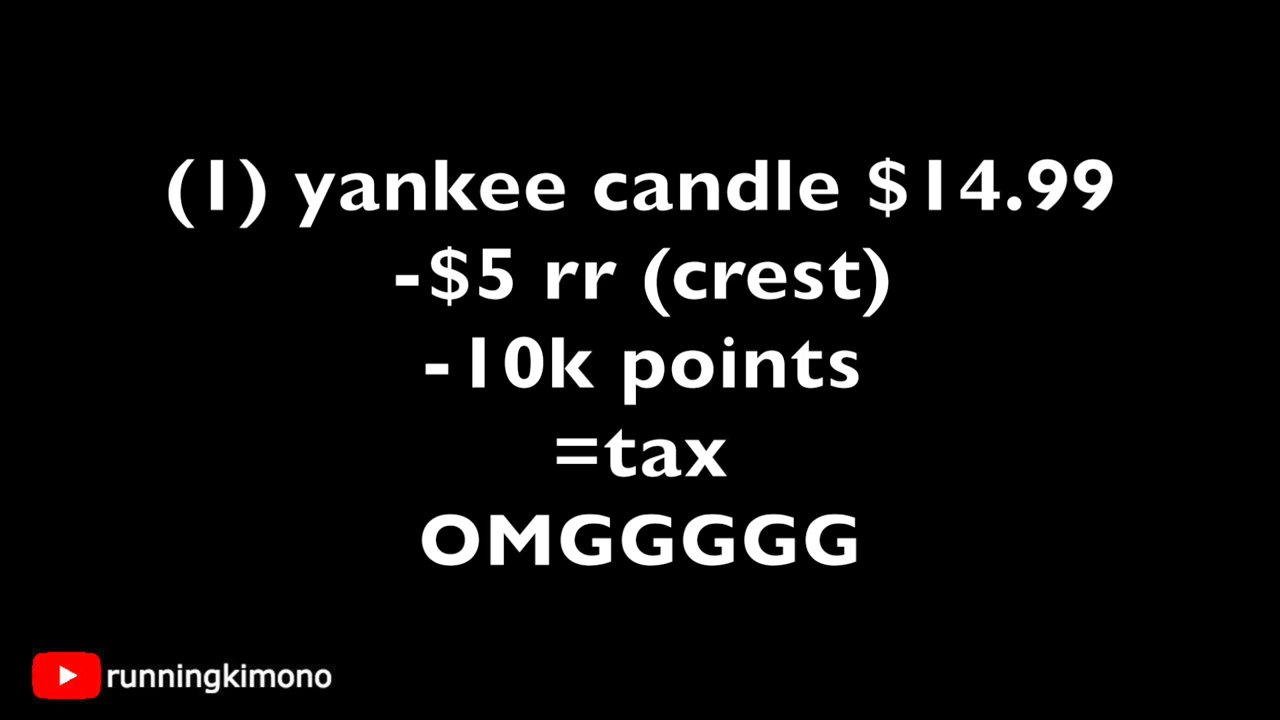 (1) yankee candle $14.99
-$5 rr (crest)
-10k points
=tax
OMGGGGG
runningkimono